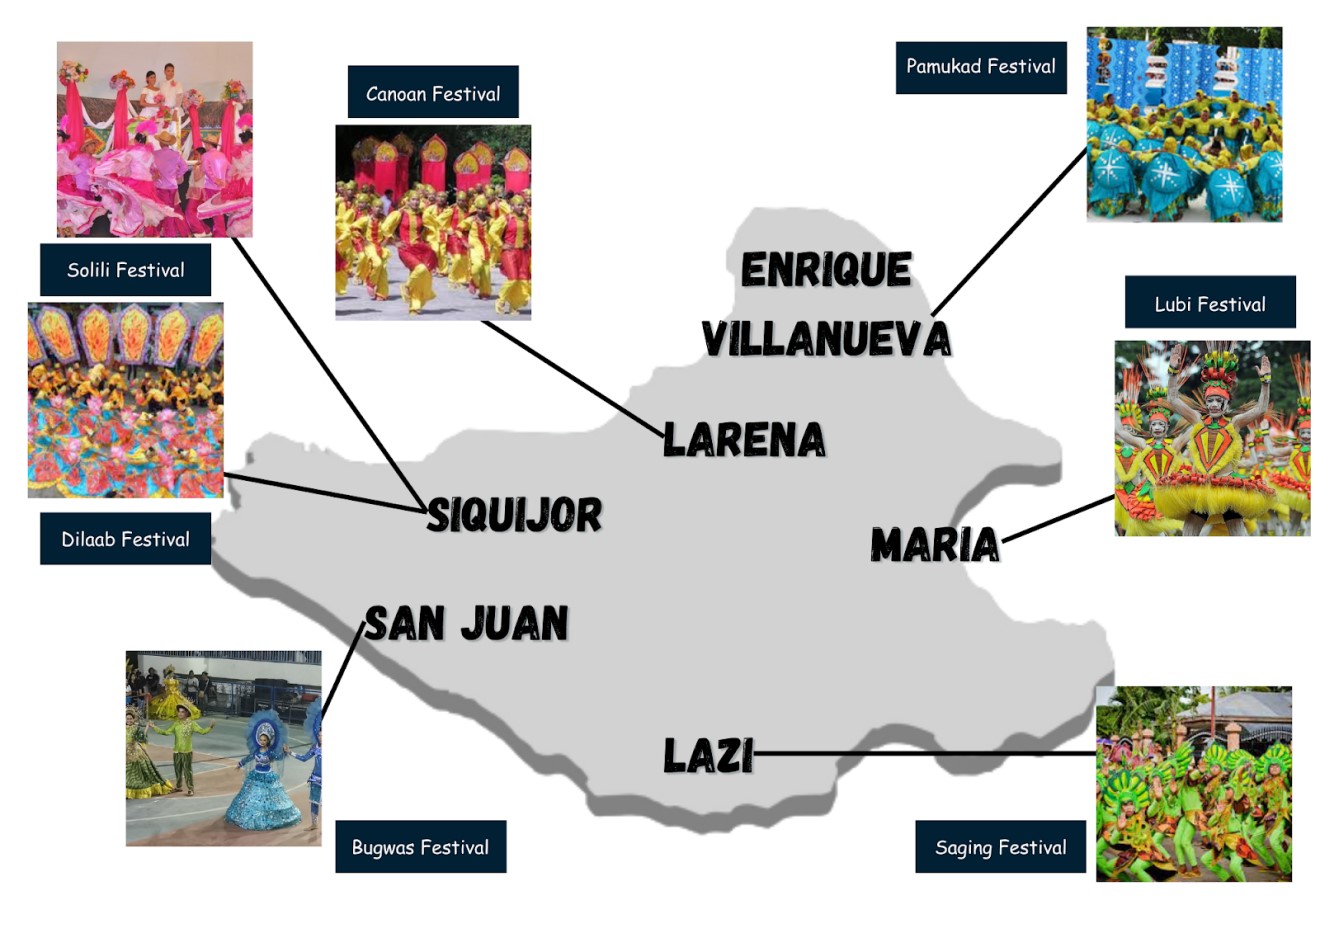 Canoan Festival
Pamukad Festival
Solili Festival
ENRIQUE
VILLANUEVA
Lubi Festival
LARENA
SIQUIJOR
Dilaab Festival
MARIA
SAN JUAN
LAZI
Bugwas Festival
Saging Festival